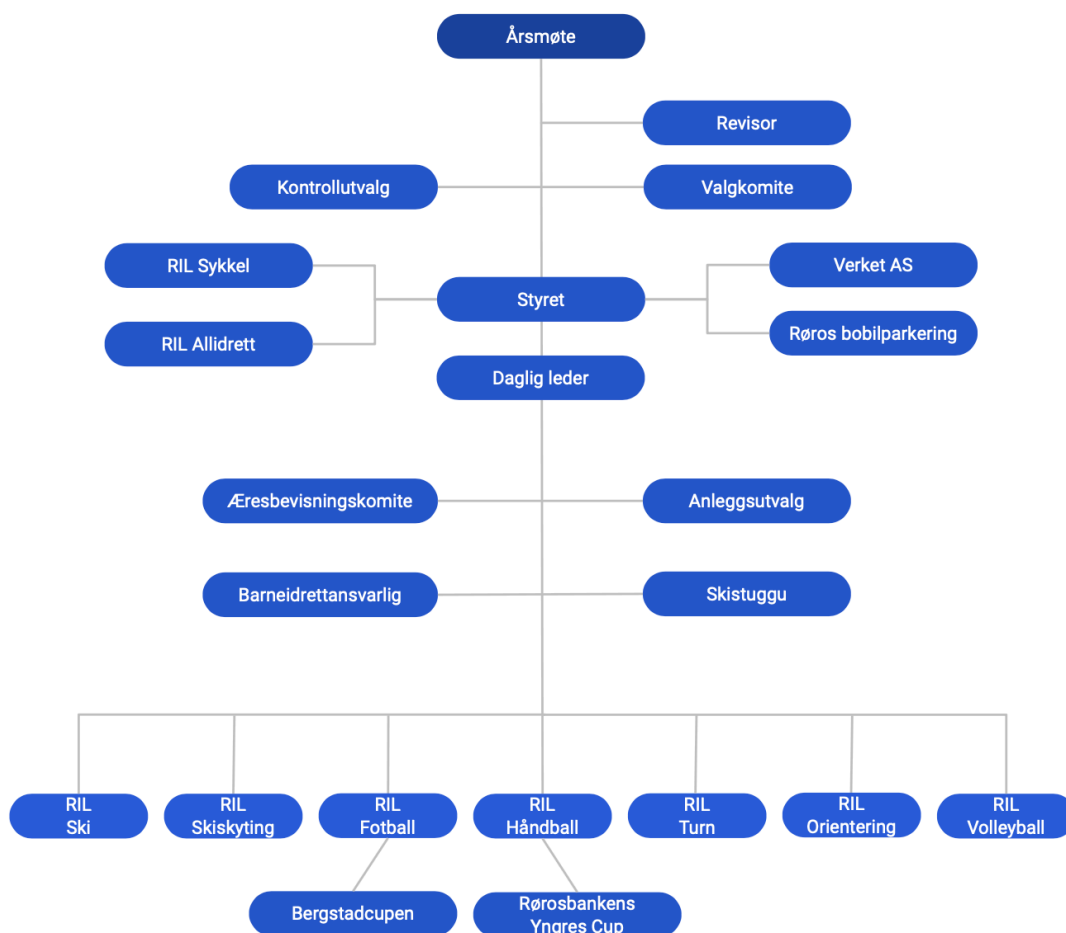 Årsmøte
Revisor
Kontrollutvalg
Valgkomite
RIL Sykkel
Verket AS
Styret
RIL Allidrett
Røros bobilparkering
Daglig leder
Æresbevisningskomite
Anleggsutvalg
Barneidrettansvarlig
Skistuggu
RIL
Ski
RIL
Skiskyting
RIL
Fotball
RIL
Håndball
RIL
Turn
RIL
Orientering
RIL
Volleyball
Bergstadcupen
Rørosbankens
Yngres Cup